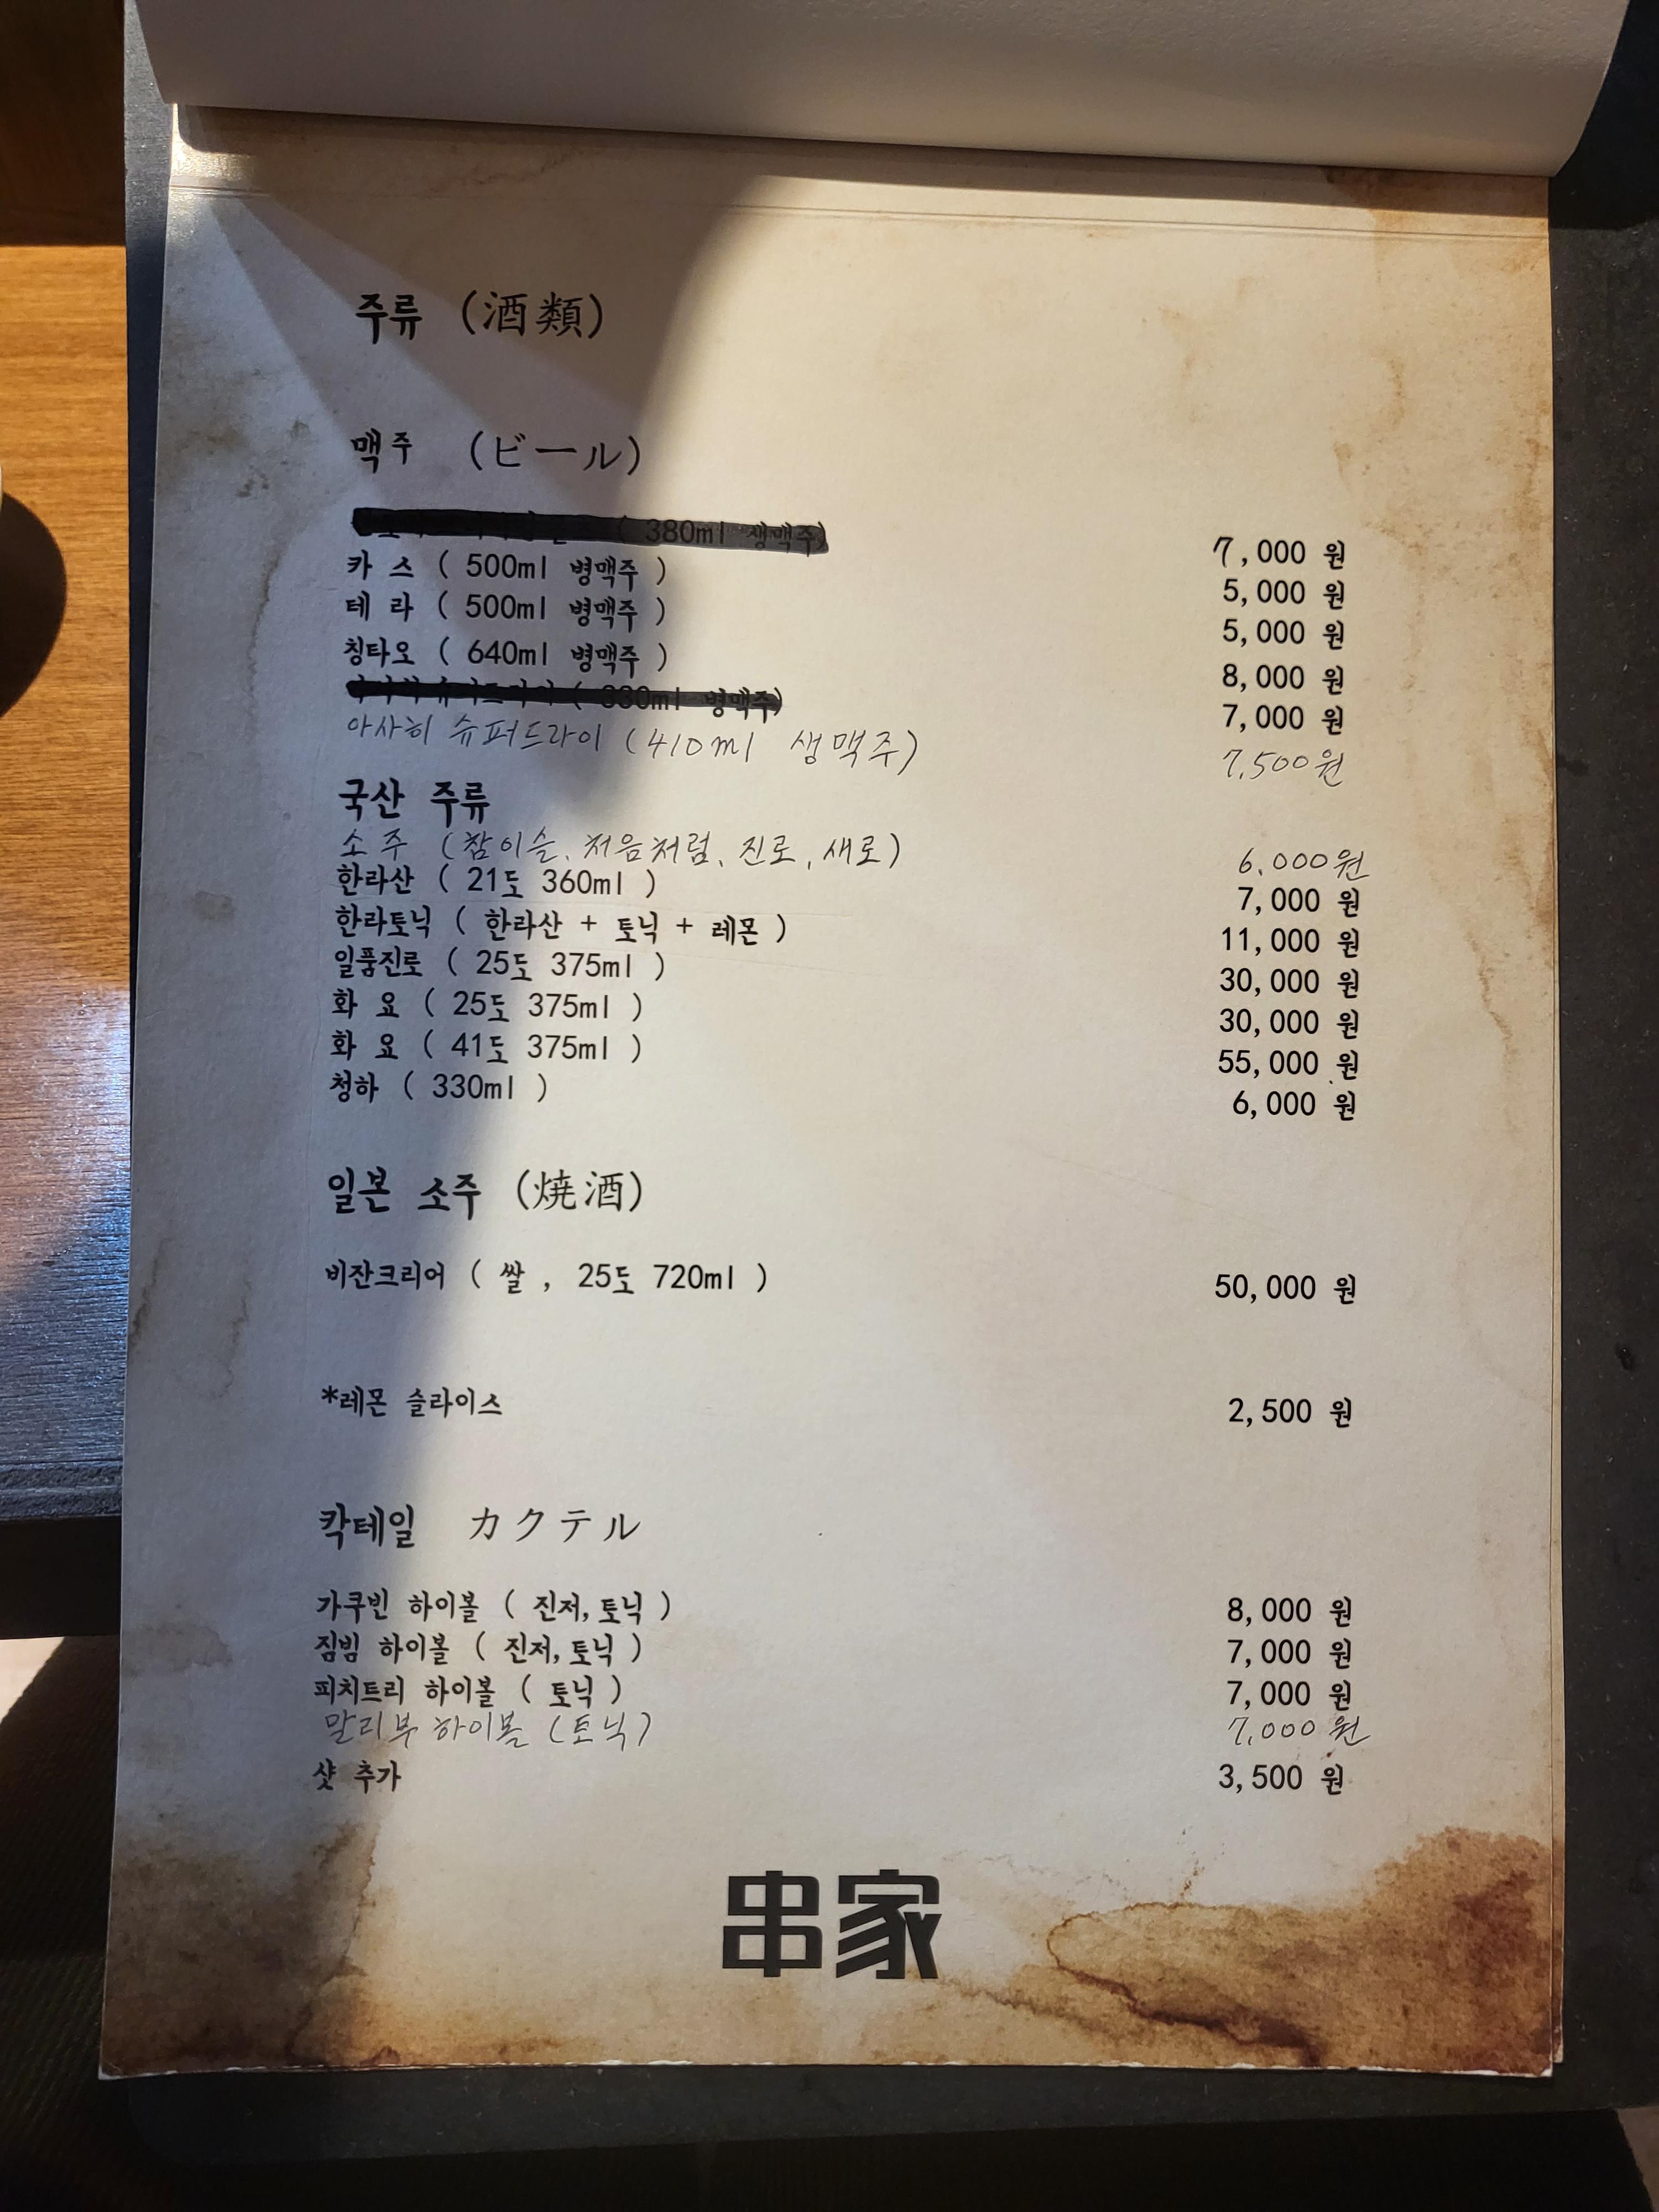 주류 (酒類)
맥주 (ビール)
( 380ml 생맥주) 7,000 원
카 스 ( 500ml 병맥주 ) 5,000 원
테 라 ( 500ml 병맥주 ) 5,000 원
칭타오 ( 640ml 병맥주 ) 8,000 원
( 330ml 병맥주) 7,000 원
아사히 슈퍼드라이 (410ml 생맥주) 7,500원
국산 주류
소 주 (참이슬, 처음처럼, 진로, 새로) 6,000원
한라산 ( 21도 360ml ) 7,000 원
한라토닉 ( 한라산 + 토닉 + 레몬 ) 11,000 원
일품진로 ( 25도 375ml ) 30,000 원
화 요 ( 25도 375ml ) 30,000 원
화 요 ( 41도 375ml ) 55,000 원
청하 ( 330ml ) 6,000 원
일본 소주 (焼酒)
비잔크리어 ( 쌀 , 25도 720ml ) 50,000 원
*레몬 슬라이스 2,500 원
칵테일 カクテル
가쿠빈 하이볼 ( 진저,토닉 ) 8,000 원
짐빔 하이볼 ( 진저,토닉 ) 7,000 원
피치트리 하이볼 ( 토닉 ) 7,000 원
말리부 하이볼 (토닉) 7,000 원
샷 추가 3,500 원
串家